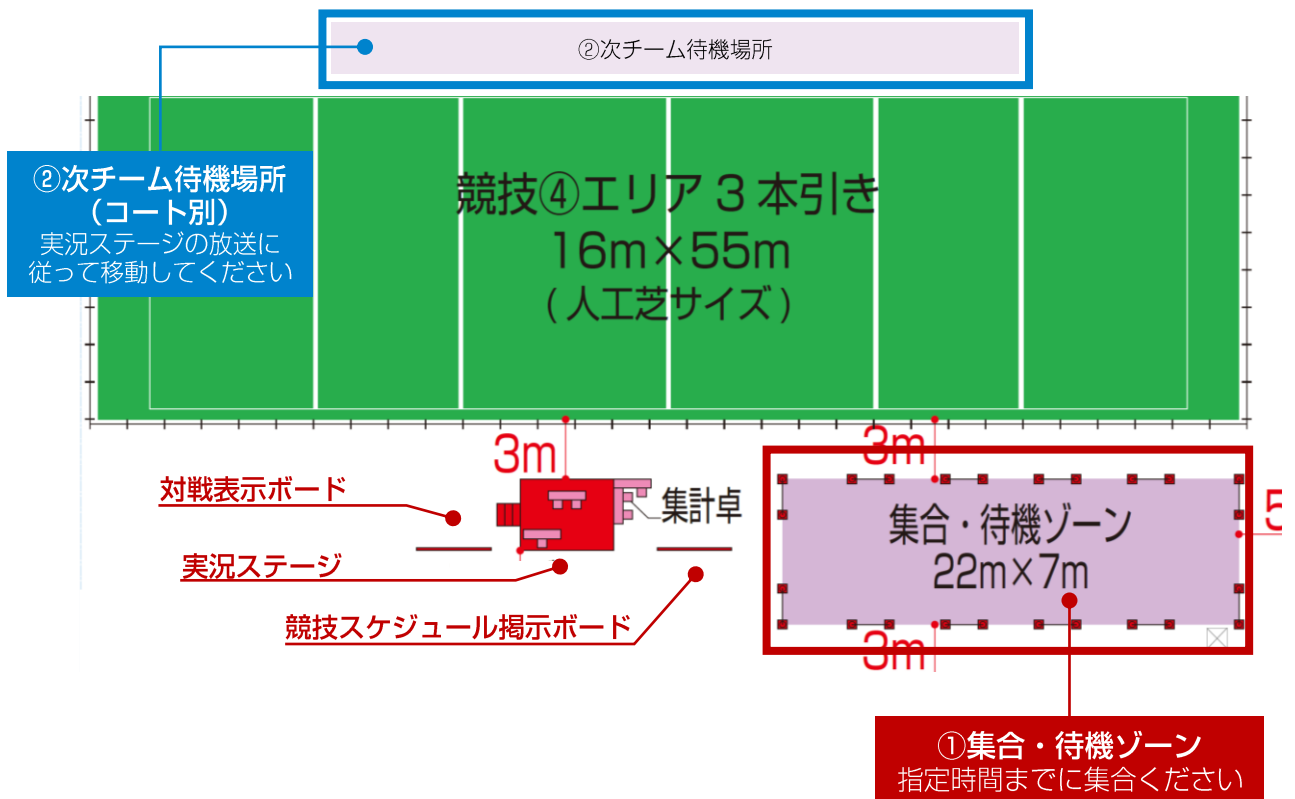 ②次チーム待機場所
②次チーム待機場所
（コート別）
実況ステージの放送に
従って移動してください
競技④エリア 3 本引き
16m×55m
( 人工芝サイズ )
3m
3m
対戦表示ボード
集計卓
実況ステージ
競技スケジュール掲示ボード
集合・待機ゾーン
22m×7m
5
3m
①集合・待機ゾーン
指定時間までに集合ください